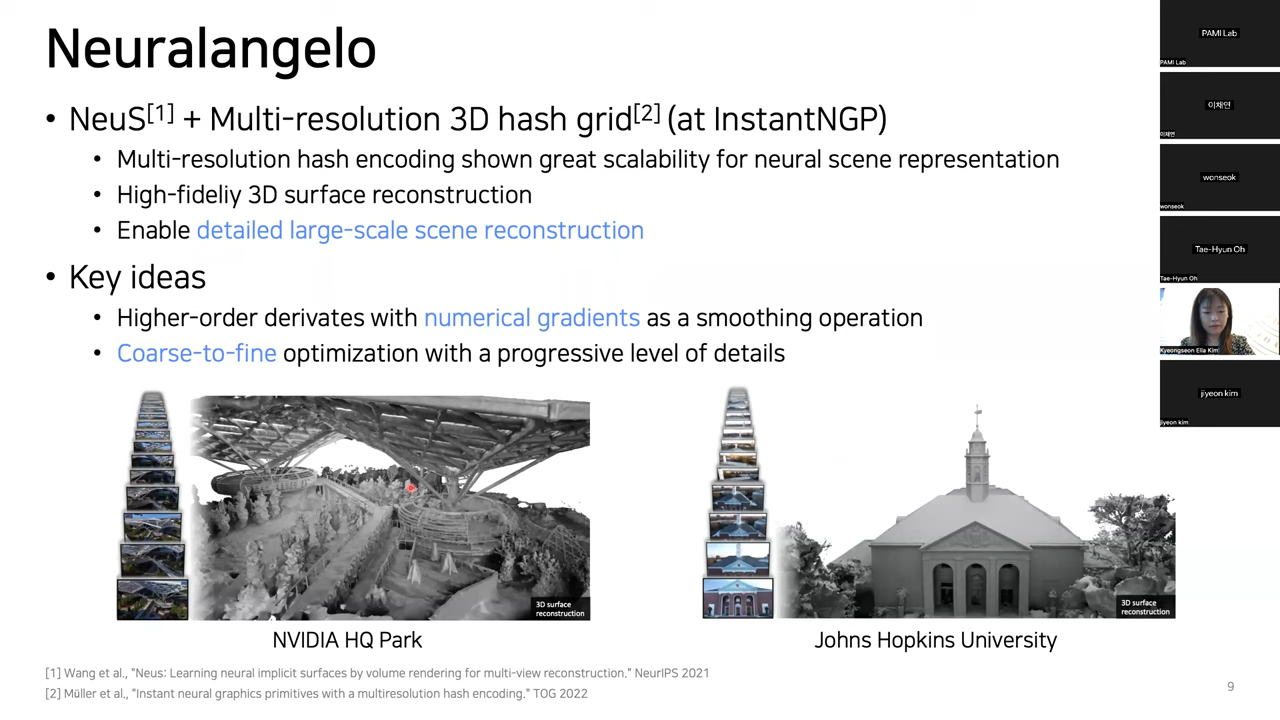 Neuralangelo
• NeuS[1] + Multi-resolution 3D hash grid[2] (at InstantNGP)
• Multi-resolution hash encoding shown great scalability for neural scene representation
• High-fideliy 3D surface reconstruction
• Enable detailed large-scale scene reconstruction
• Key ideas
• Higher-order derivates with numerical gradients as a smoothing operation
• Coarse-to-fine optimization with a progressive level of details
3D surface
reconstruction
NVIDIA HQ Park
3D surface
reconstruction
Johns Hopkins University
[1] Wang et al., "Neus: Learning neural implicit surfaces by volume rendering for multi-view reconstruction." NeurIPS 2021
[2] Müller et al., "Instant neural graphics primitives with a multiresolution hash encoding." TOG 2022
9
PAMI Lab
PAMI Lab
이채연
이채연
wonseok
wonseok
Tae-Hyun Oh
Tae-Hyun Oh
Kyeongseon Ella Kim
jiyeon kim
jiyeon kim